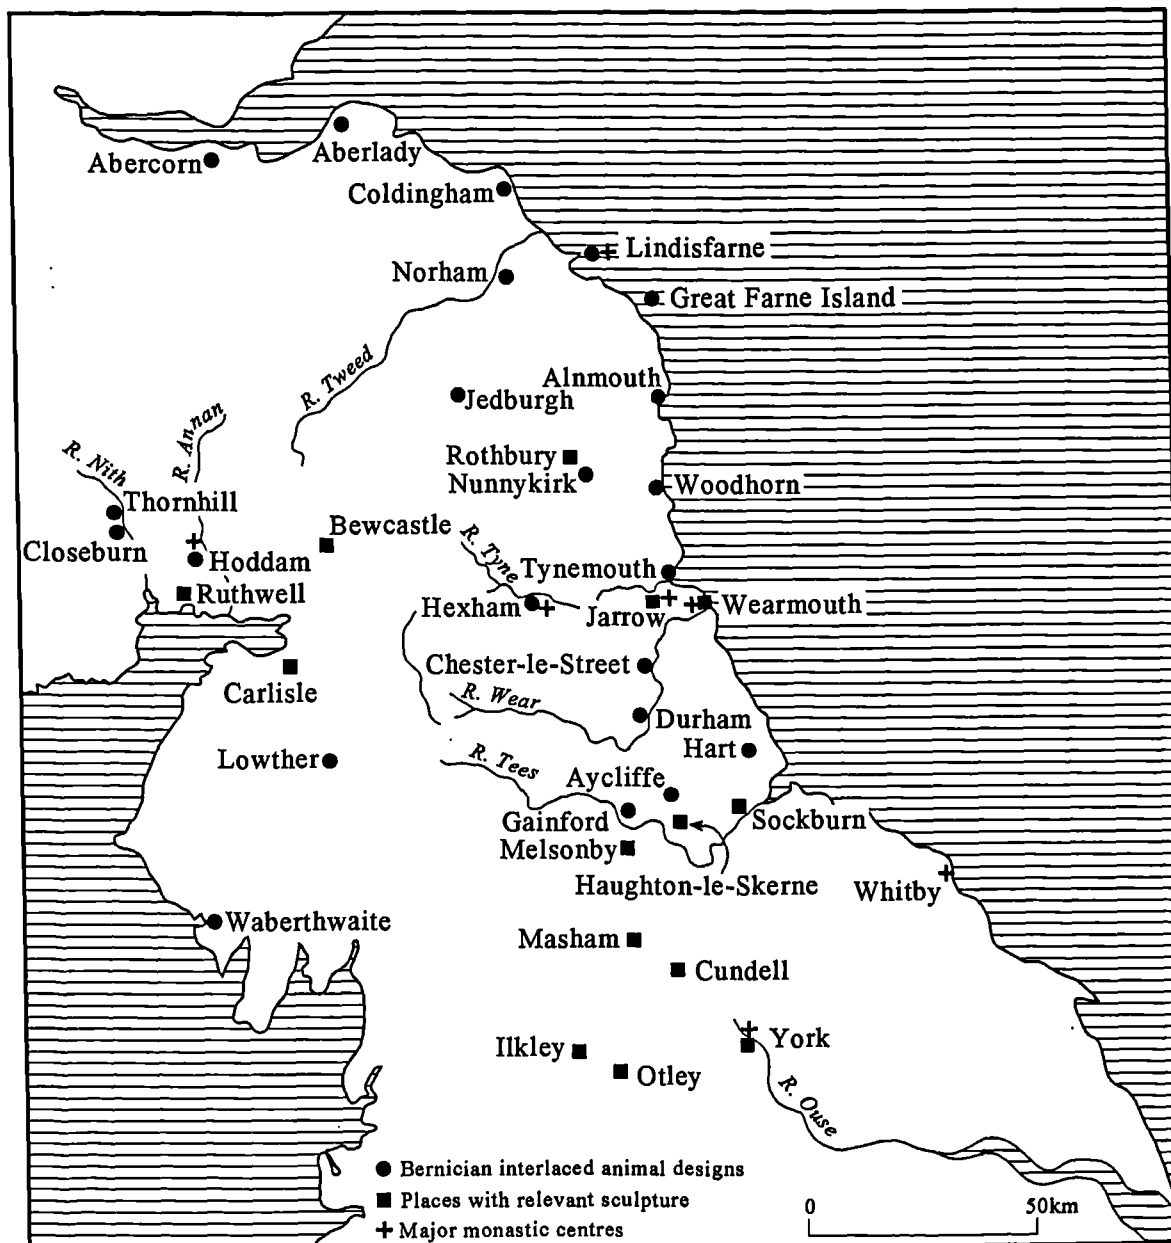 Aberlady
Abercorn
Coldingham
Lindisfarne
Norham
Great Farne Island
R. Tweed
Alnmouth
Jedburgh
R. Annan
R. Nith
Rothbury
Nunnykirk
Woodhorn
Thornhill
Bewcastle
Closeburn
R. Tyne
Hoddam
Tynemouth
Ruthwell
Hexham
Jarrow
Wearmouth
Chester-le-Street
Carlisle
R. Wear
Durham
Hart
Lowther
R. Tees
Aycliffe
Gainford
Sockburn
Melsonby
Haughton-le-Skerne
Whitby
Waberthwaite
Masham
Cundell
York
Ilkley
Otley
R. Ouse
Bernician interlaced animal designs
Places with relevant sculpture
Major monastic centres
0 50km